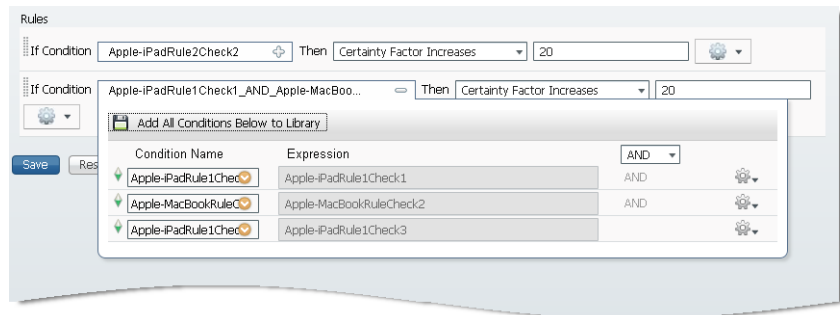 Rules
If Condition Apple-iPadRule2Check2 Then Certainty Factor Increases 20
If Condition Apple-iPadRule1Check1_AND_Apple-MacBoo... Then Certainty Factor Increases 20
Add All Conditions Below to Library
Condition Name Expression AND
Apple-iPadRule1Chec Apple-iPadRule1Check1 AND
Save Res
Apple-MacBookRuleC Apple-MacBookRuleCheck2 AND
Apple-iPadRule1Chec Apple-iPadRule1Check3